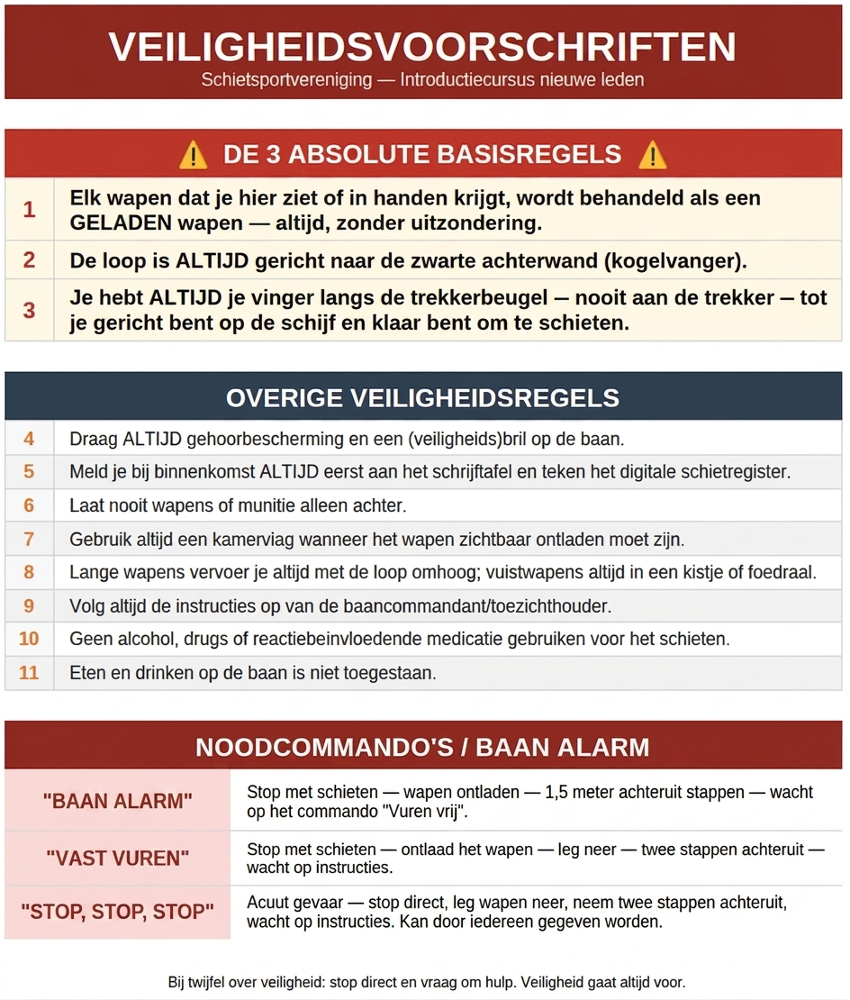 VEILIGHEIDSVOORSCHRIFTEN
Schietsportvereniging — Introductiecursus nieuwe leden
⚠️ DE 3 ABSOLUTE BASISREGELS ⚠️
1 Elk wapen dat je hier ziet of in handen krijgt, wordt behandeld als een
GELADEN wapen — altijd, zonder uitzondering.
2 De loop is ALTIJD gericht naar de zwarte achterwand (kogelvanger).
3 Je hebt ALTIJD je vinger langs de trekkerbeugel – nooit aan de trekker – tot
je gericht bent op de schijf en klaar bent om te schieten.
OVERIGE VEILIGHEIDSREGELS
4 Draag ALTIJD gehoorbescherming en een (veiligheids)bril op de baan.
5 Meld je bij binnenkomst ALTIJD eerst aan het schrijftafel en teken het digitale schietregister.
6 Laat nooit wapens of munitie alleen achter.
7 Gebruik altijd een kamerviag wanneer het wapen zichtbaar ontladen moet zijn.
8 Lange wapens vervoer je altijd met de loop omhoog; vuistwapens altijd in een kistje of foedraal.
9 Volg altijd de instructies op van de baancommandant/toezichthouder.
10 Geen alcohol, drugs of reactiebeinvloedende medicatie gebruiken voor het schieten.
11 Eten en drinken op de baan is niet toegestaan.
NOODCOMMANDO'S / BAAN ALARM
"BAAN ALARM" Stop met schieten — wapen ontladen — 1,5 meter achteruit stappen — wacht
op het commando "Vuren vrij".
"VAST VUREN" Stop met schieten — ontlaad het wapen — leg neer — twee stappen achteruit —
wacht op instructies.
"STOP, STOP, STOP" Acuut gevaar — stop direct, leg wapen neer, neem twee stappen achteruit,
wacht op instructies. Kan door iedereen gegeven worden.
Bij twijfel over veiligheid: stop direct en vraag om hulp. Veiligheid gaat altijd voor.